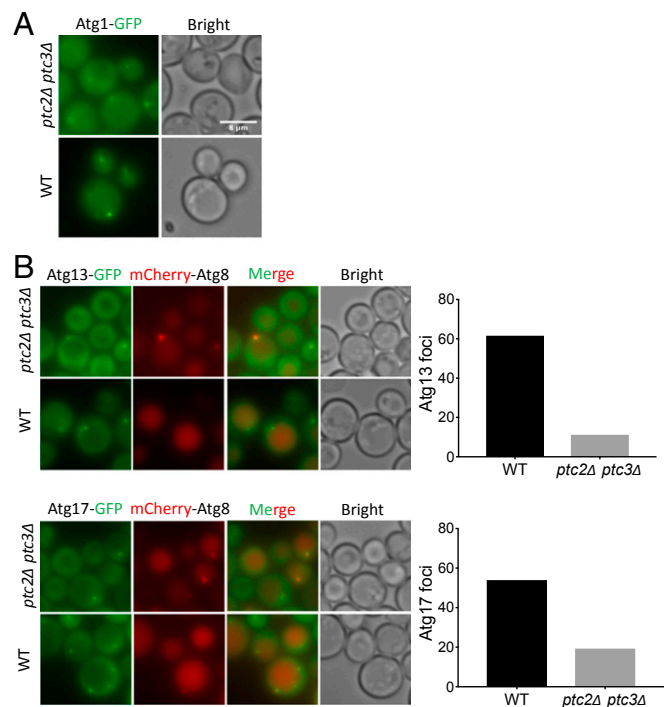 A
Atg1-GFP Bright
ptc2Δ ptc3Δ
6 μm
WT
B
Atg13-GFP mCherry-Atg8 Merge Bright
ptc2Δ ptc3Δ
WT
Atg13 foci
80
60
40
20
0
WT ptc2Δ ptc3Δ
Atg17-GFP mCherry-Atg8 Merge Bright
ptc2Δ ptc3Δ
WT
Atg17 foci
80
60
40
20
0
WT ptc2Δ ptc3Δ